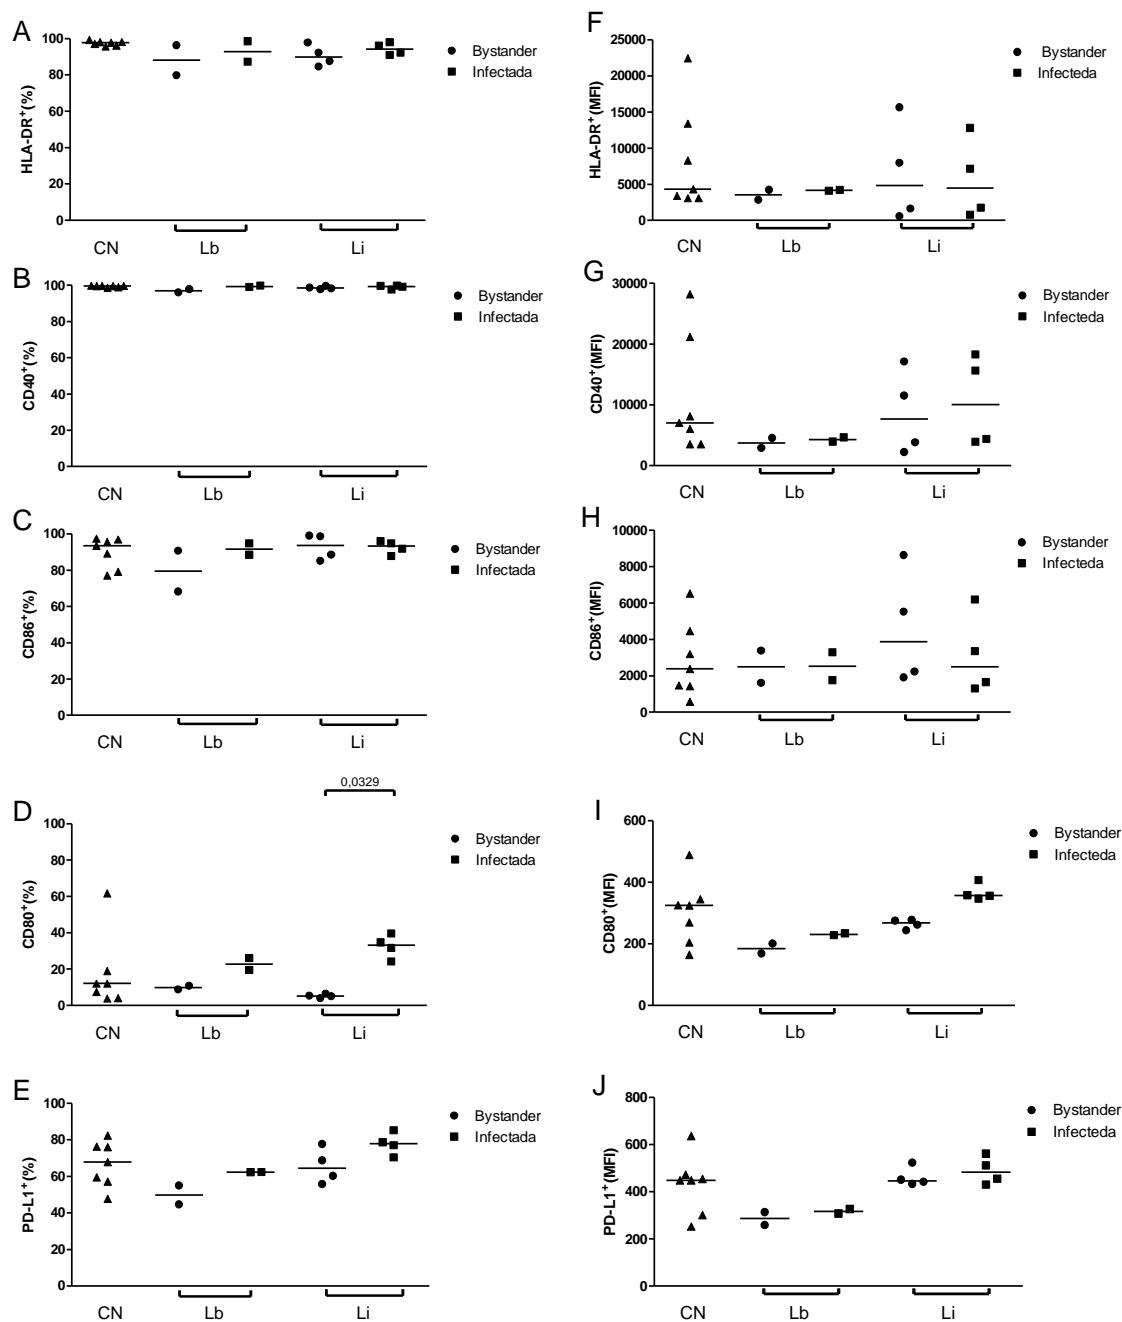 A
HLA-DR+(%)
100
80
60
40
20
0
CN
Lb
Li
Bystander
Infectada
F
HLA-DR+(MFI)
25000
20000
15000
10000
5000
0
CN
Lb
Li
Bystander
Infecteda
B
CD40+(%)
100
80
60
40
20
0
CN
Lb
Li
Bystander
Infectada
G
CD40+(MFI)
30000
20000
10000
0
CN
Lb
Li
Bystander
Infecteda
C
CD86+(%)
100
80
60
40
20
0
CN
Lb
Li
Bystander
Infectada
H
CD86+(MFI)
10000
8000
6000
4000
2000
0
CN
Lb
Li
Bystander
Infecteda
D
0,0329
CD80+(%)
100
80
60
40
20
0
CN
Lb
Li
Bystander
Infectada
I
CD80+(MFI)
600
400
200
0
CN
Lb
Li
Bystander
Infecteda
E
PD-L1+(%)
100
80
60
40
20
0
CN
Lb
Li
Bystander
Infectada
J
PD-L1+(MFI)
800
600
400
200
0
CN
Lb
Li
Bystander
Infecteda